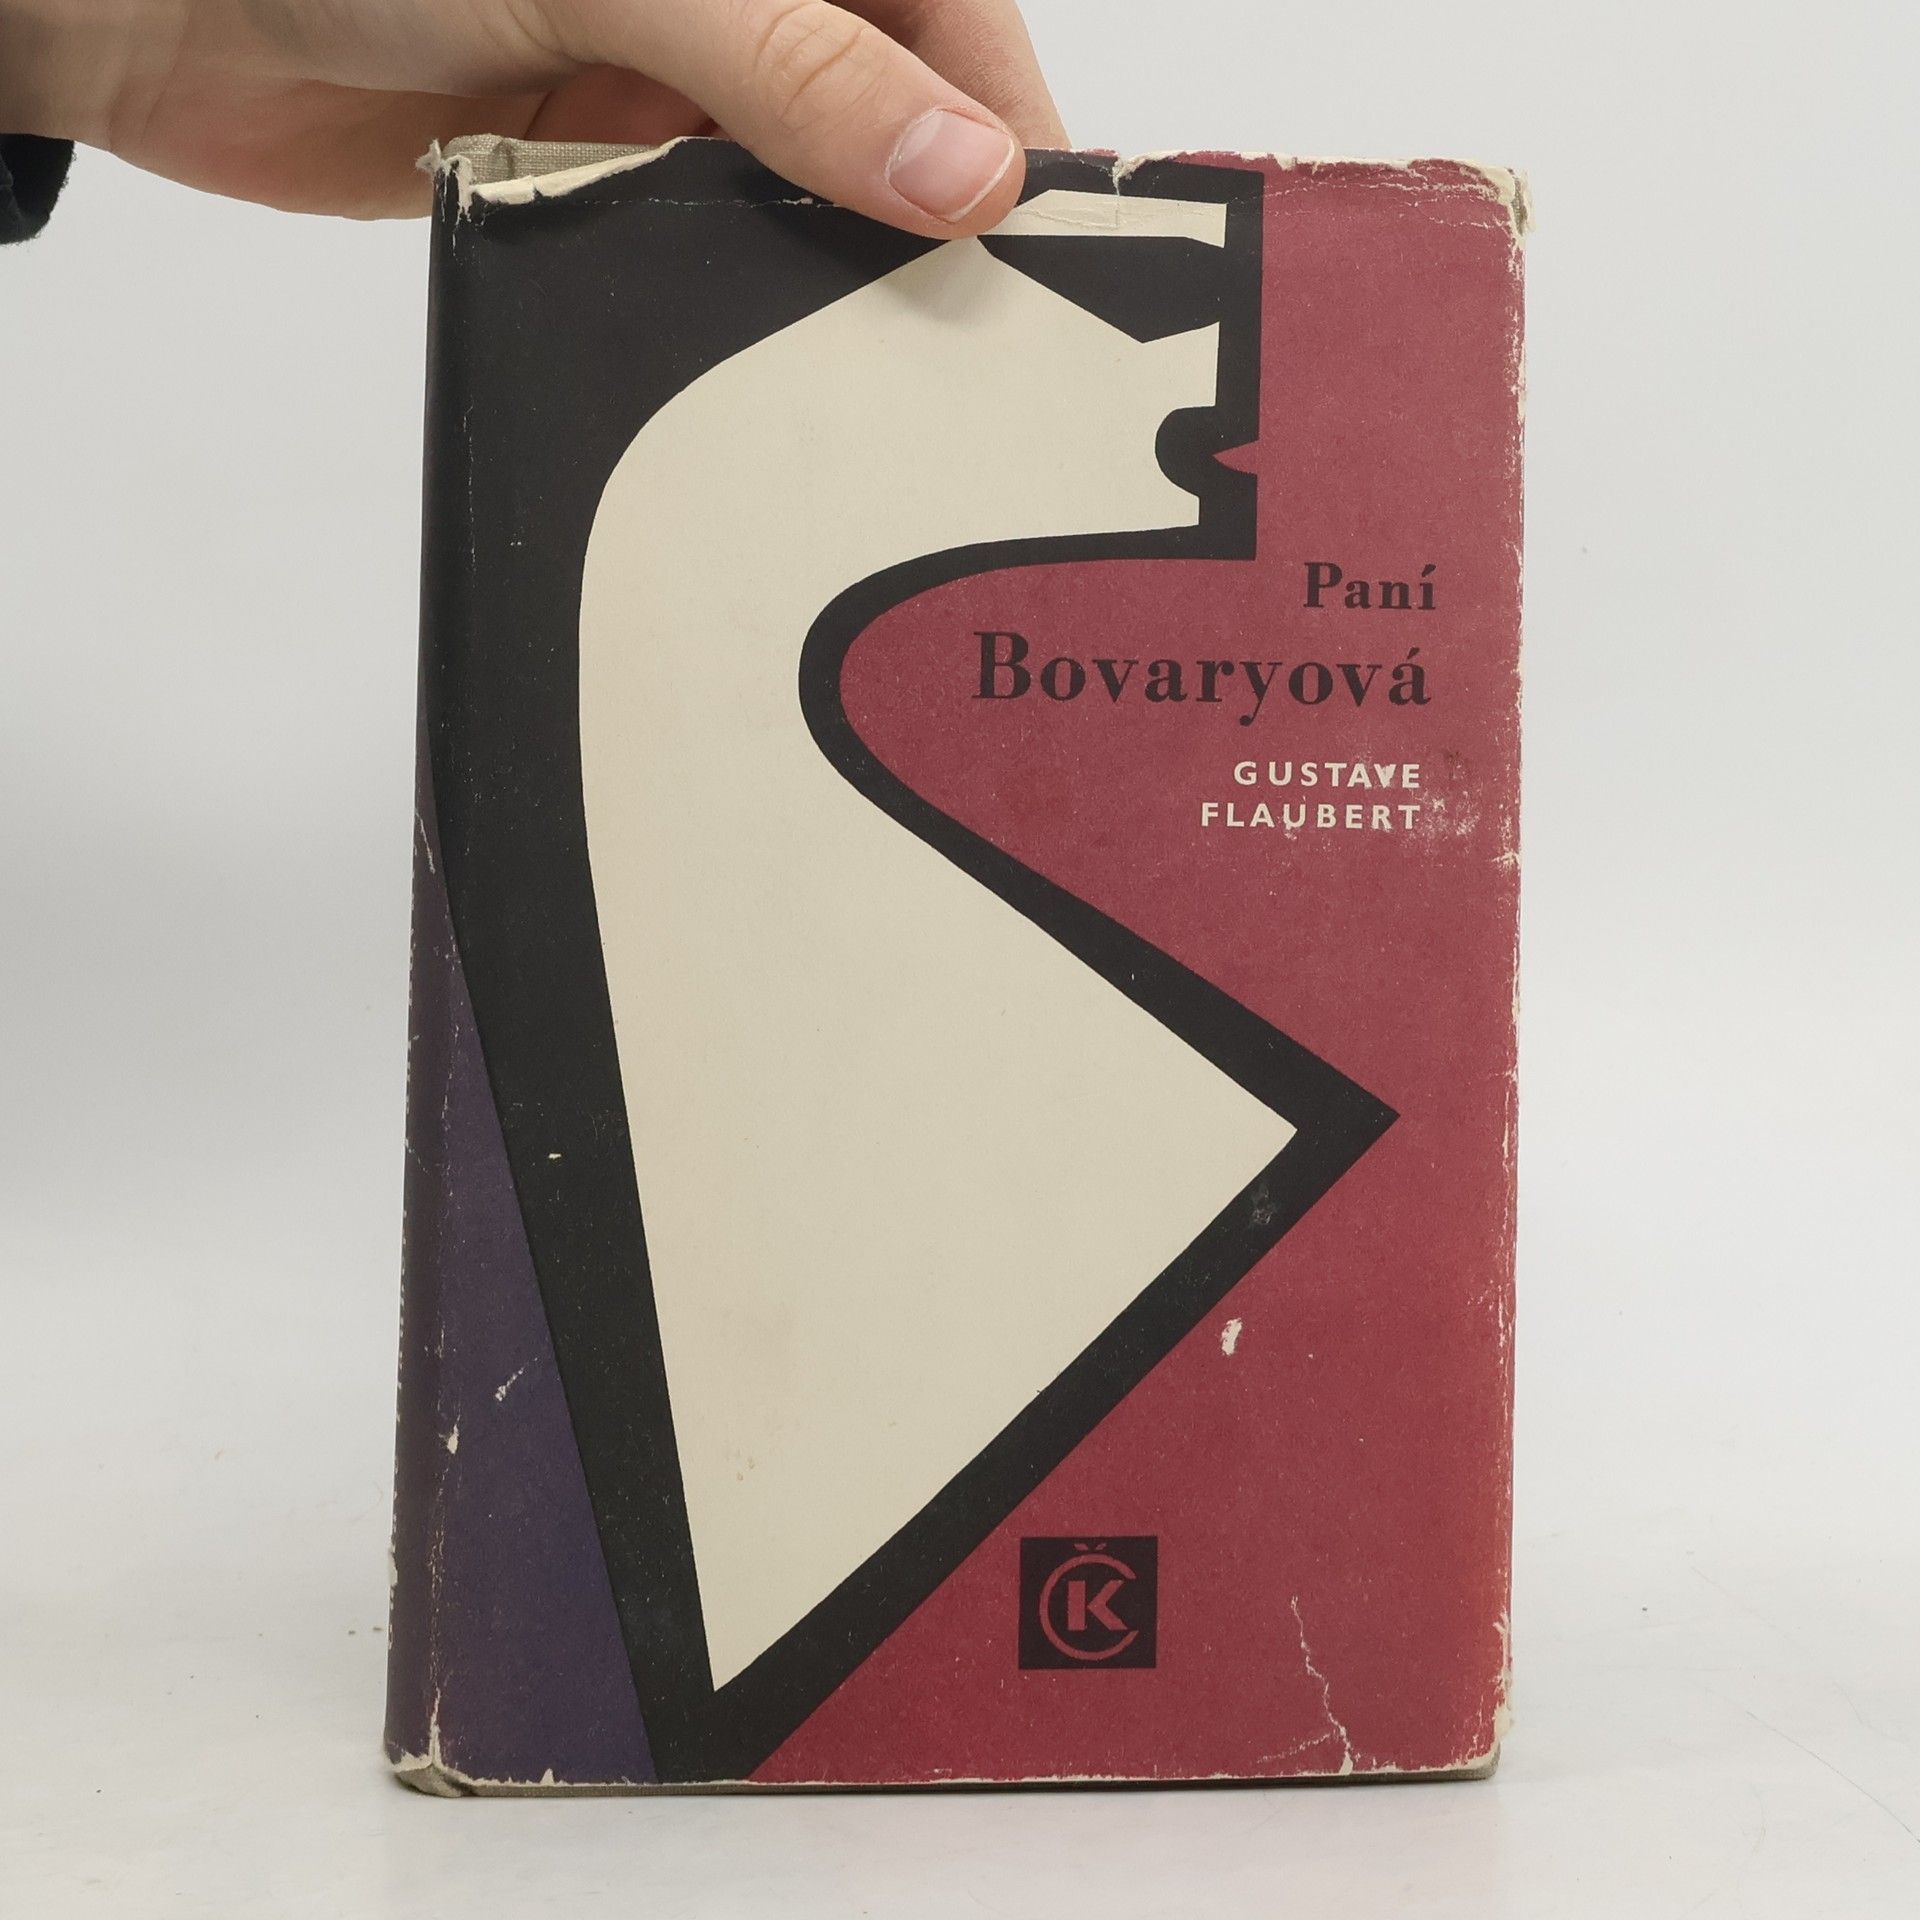 Paní
Bovaryová
GUSTAVE
FLAUBERT
ČK